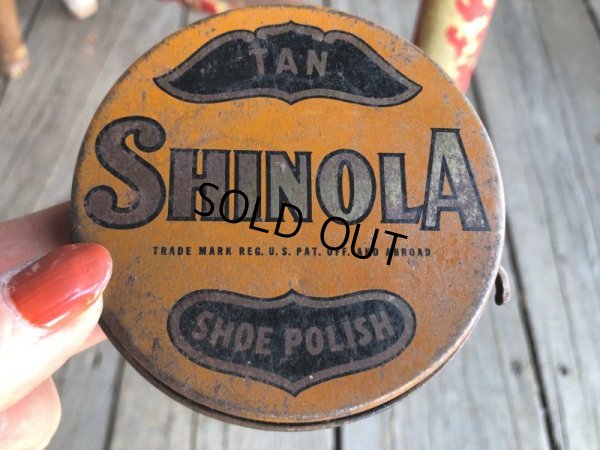 TAN
SHINOLA
SOLD OUT
TRADE MARK REG. U.S. PAT. OFF. AND ABROAD
SHOE POLISH